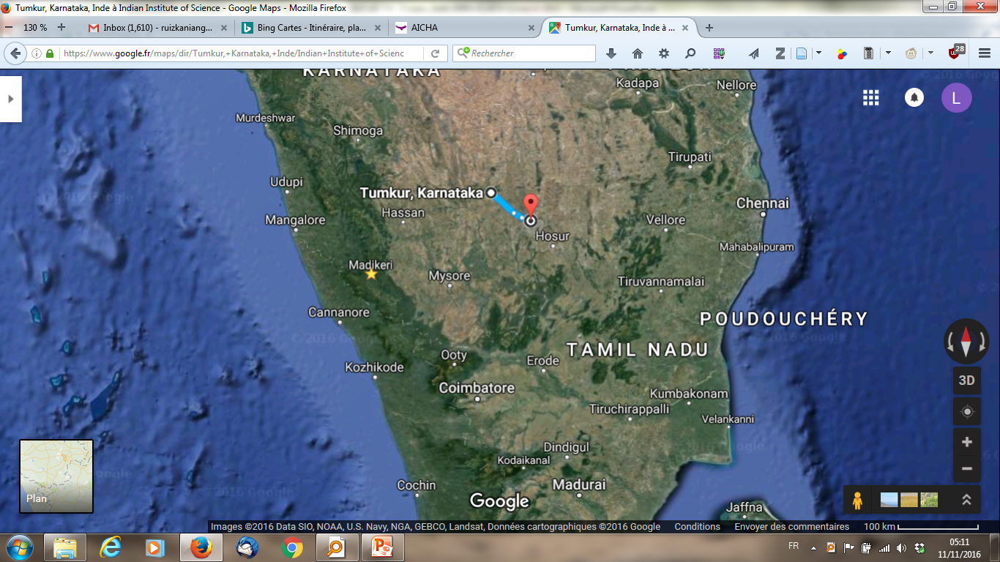 Tumkur, Karnataka, Inde à Indian Institute of Science - Google Maps - Mozilla Firefox
130 %
Inbox (1,610) - ruizkaniang...
Bing Cartes - Itinéraire, pla...
AICHA
Tumkur, Karnataka, Inde à ...
https://www.google.fr/maps/dir/Tumkur,+Karnataka,+Inde/Indian+Institute+of+Scienc
Rechercher
28
KARNATAKA
Kadapa
Nellore
L
Murdeshwar
Shimoga
Tirupati
Udupi
Tumkur, Karnataka
Chennai
Hassan
Mangalore
Vellore
Hosur
Mahabalipuram
Madikeri
Mysore
Tiruvannamalai
Cannanore
POUDOUCHÉRY
TAMIL NADU
Ooty
Erode
Kozhikode
3D
Coimbatore
Kumbakonam
Tiruchirappalli
Velankanni
Dindigul
Kodaikanal
Cochin
Madurai
Plan
Google
Jaffna
Images ©2016 Data SIO, NOAA, U.S. Navy, NGA, GEBCO, Landsat, Données cartographiques ©2016 Google Conditions Envoyer des commentaires 100 km
FR
05:11
11/11/2016